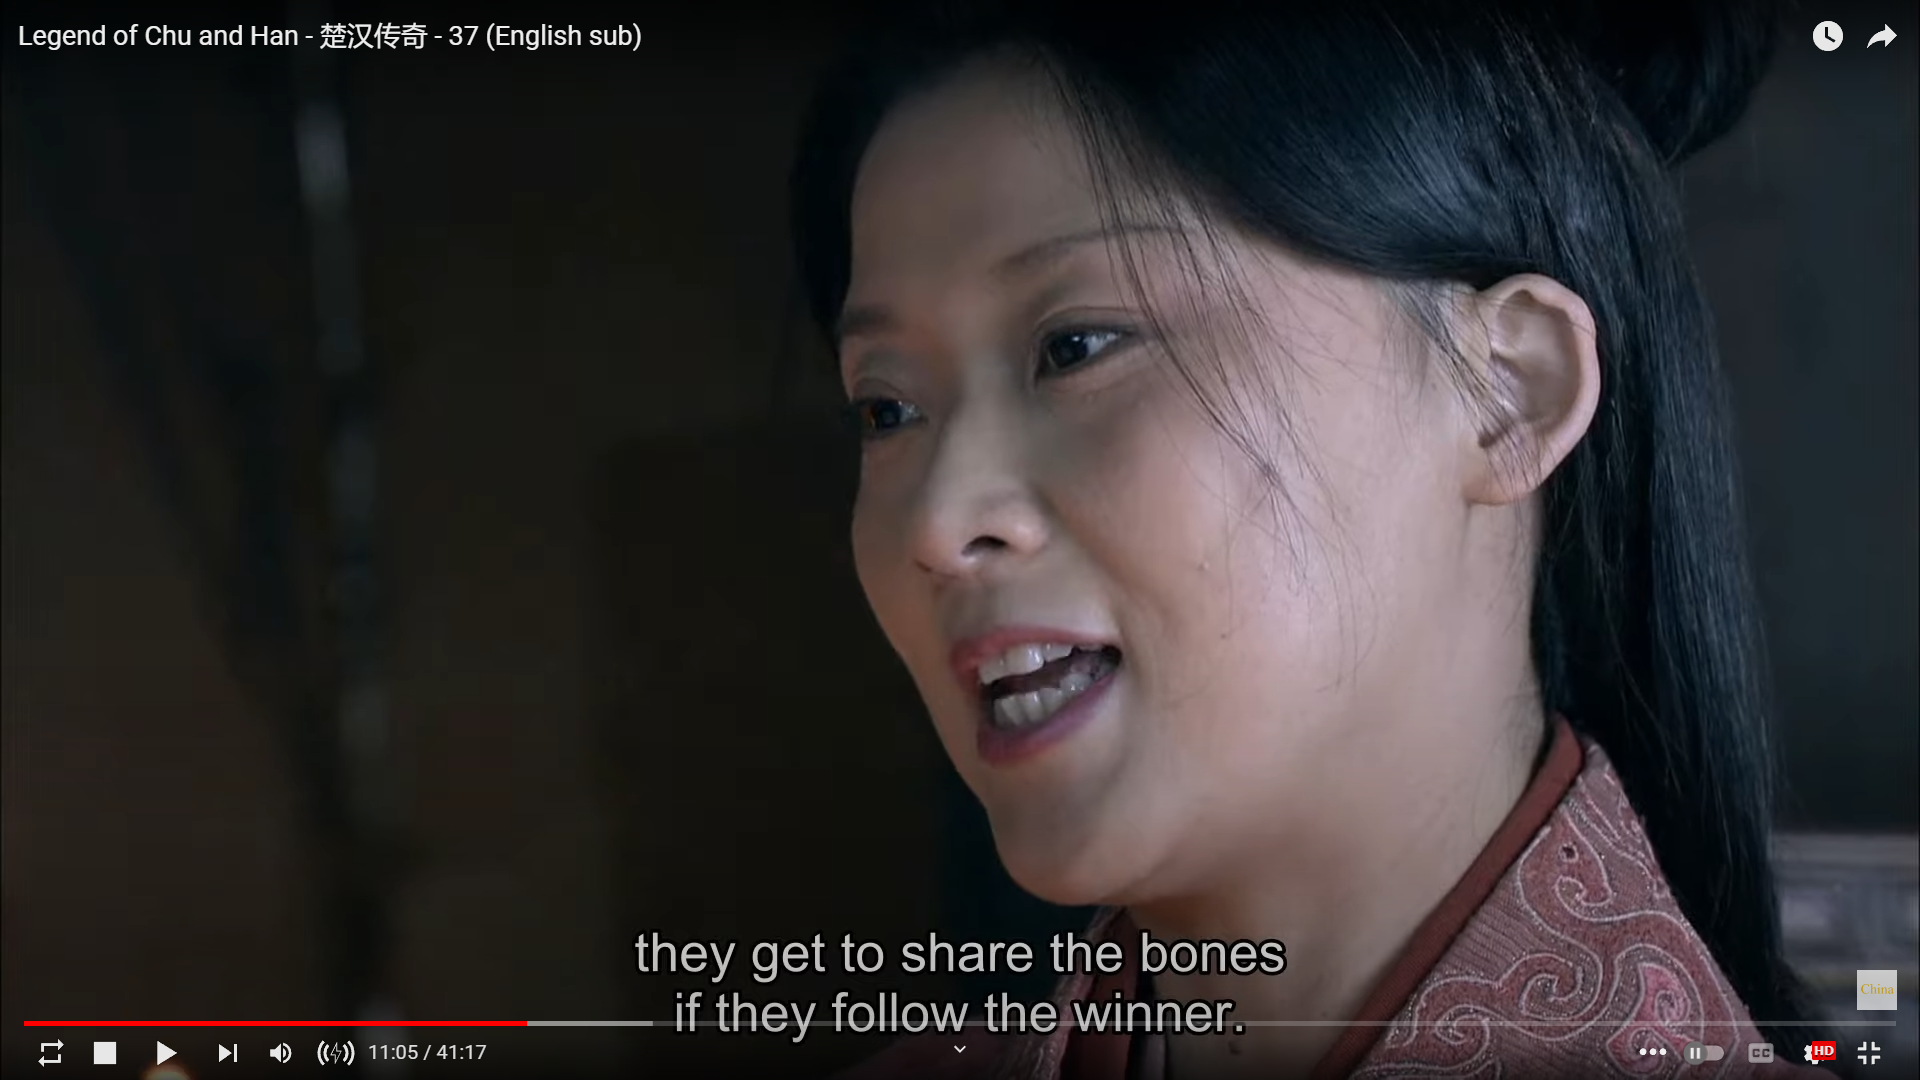 Legend of Chu and Han - 楚汉传奇 - 37 (English sub)
they get to share the bones
if they follow the winner.
China
11:05 / 41:17
CC
HD